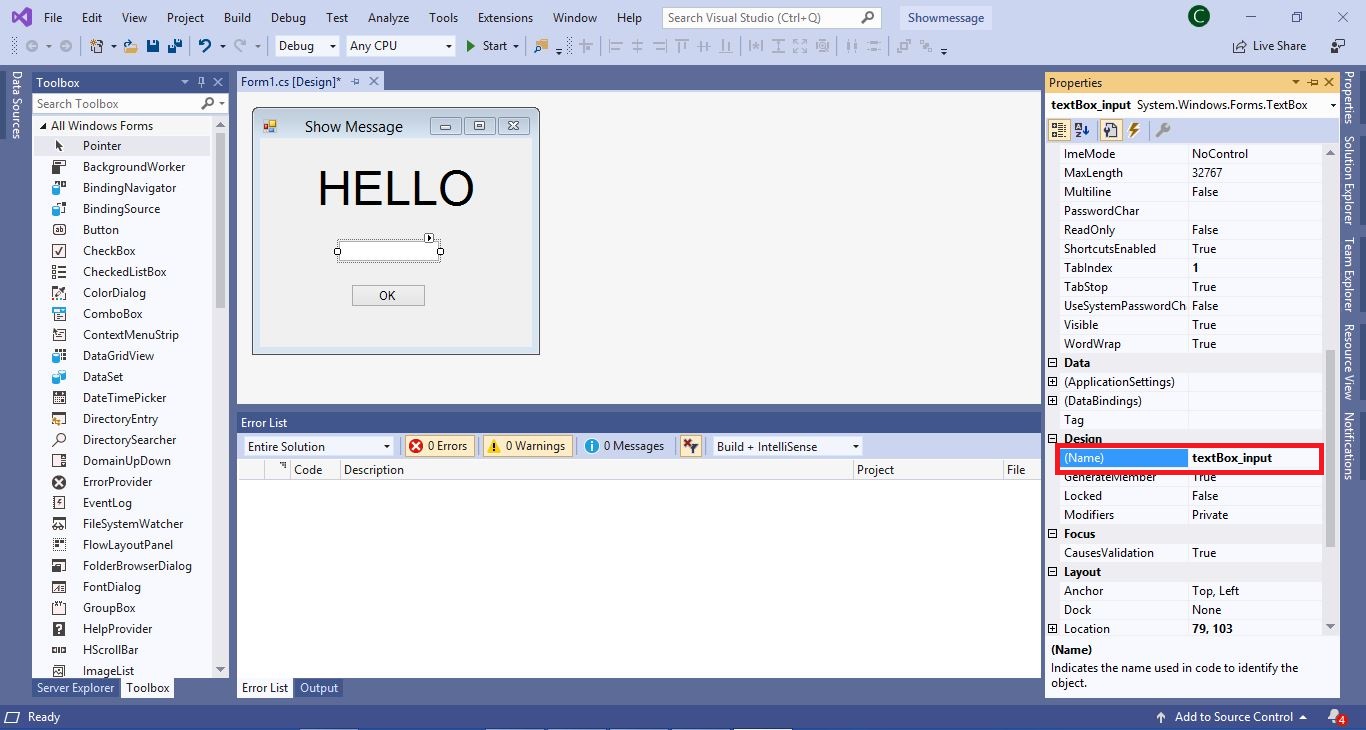 File Edit View Project Build Debug Test Analyze Tools Extensions Window Help Search Visual Studio (Ctrl+Q) Showmessage C
Debug Any CPU Start Live Share
Data Sources
Toolbox
Search Toolbox
All Windows Forms
Pointer
BackgroundWorker
BindingNavigator
BindingSource
Button
CheckBox
CheckedListBox
ColorDialog
ComboBox
ContextMenuStrip
DataGridView
DataSet
DateTimePicker
DirectoryEntry
DirectorySearcher
DomainUpDown
ErrorProvider
EventLog
FileSystemWatcher
FlowLayoutPanel
FolderBrowserDialog
FontDialog
GroupBox
HelpProvider
HScrollBar
ImageList
Server Explorer Toolbox
Form1.cs [Design]*
Show Message
HELLO
OK
Error List
Entire Solution 0 Errors 0 Warnings 0 Messages Build + IntelliSense
Code Description Project File
Error List Output
Properties
textBox_input System.Windows.Forms.TextBox
ImeMode NoControl
MaxLength 32767
Multiline False
PasswordChar
ReadOnly False
ShortcutsEnabled True
TabIndex 1
TabStop True
UseSystemPasswordCh False
Visible True
WordWrap True
Data
(ApplicationSettings)
(DataBindings)
Tag
Design
(Name) textBox_input
GenerateMember True
Locked False
Modifiers Private
Focus
CausesValidation True
Layout
Anchor Top, Left
Dock None
Location 79, 103
(Name)
Indicates the name used in code to identify the
object.
Properties
Solution Explorer
Team Explorer
Resource View
Notifications
Ready Add to Source Control 4